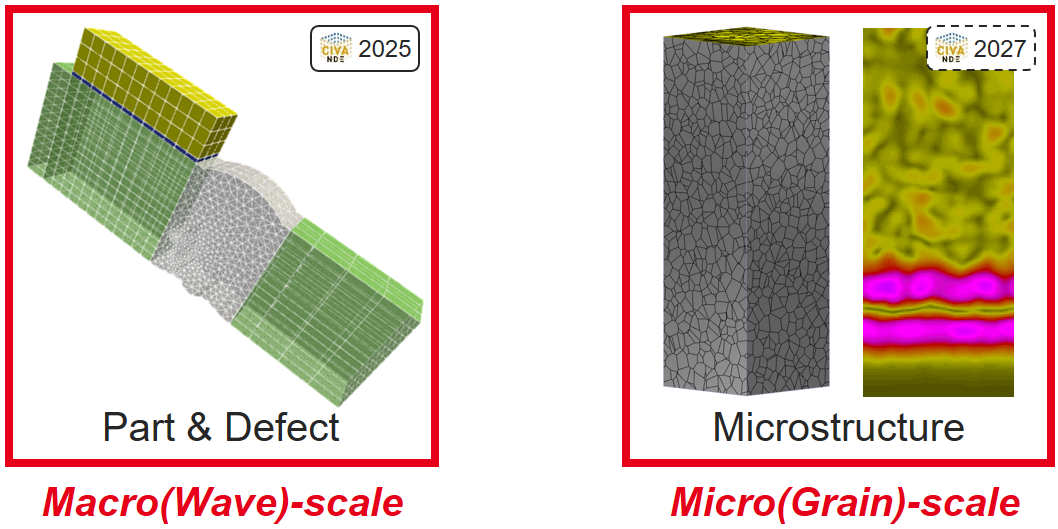 CIVA
NDE
2025
CIVA
NDE
2027
Part & Defect
Microstructure
Macro(Wave)-scale
Micro(Grain)-scale